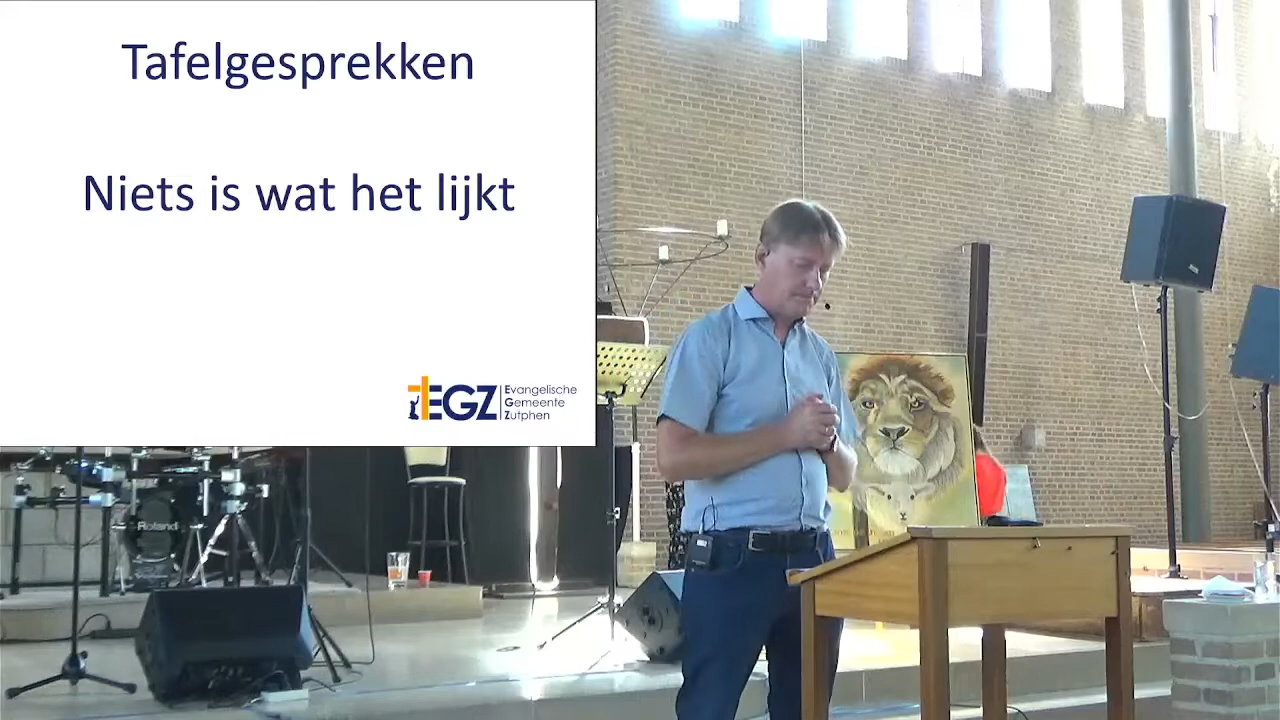 Tafelgesprekken
Niets is wat het lijkt
EGZ
Evangelische
Gemeente
Zutphen
Roland